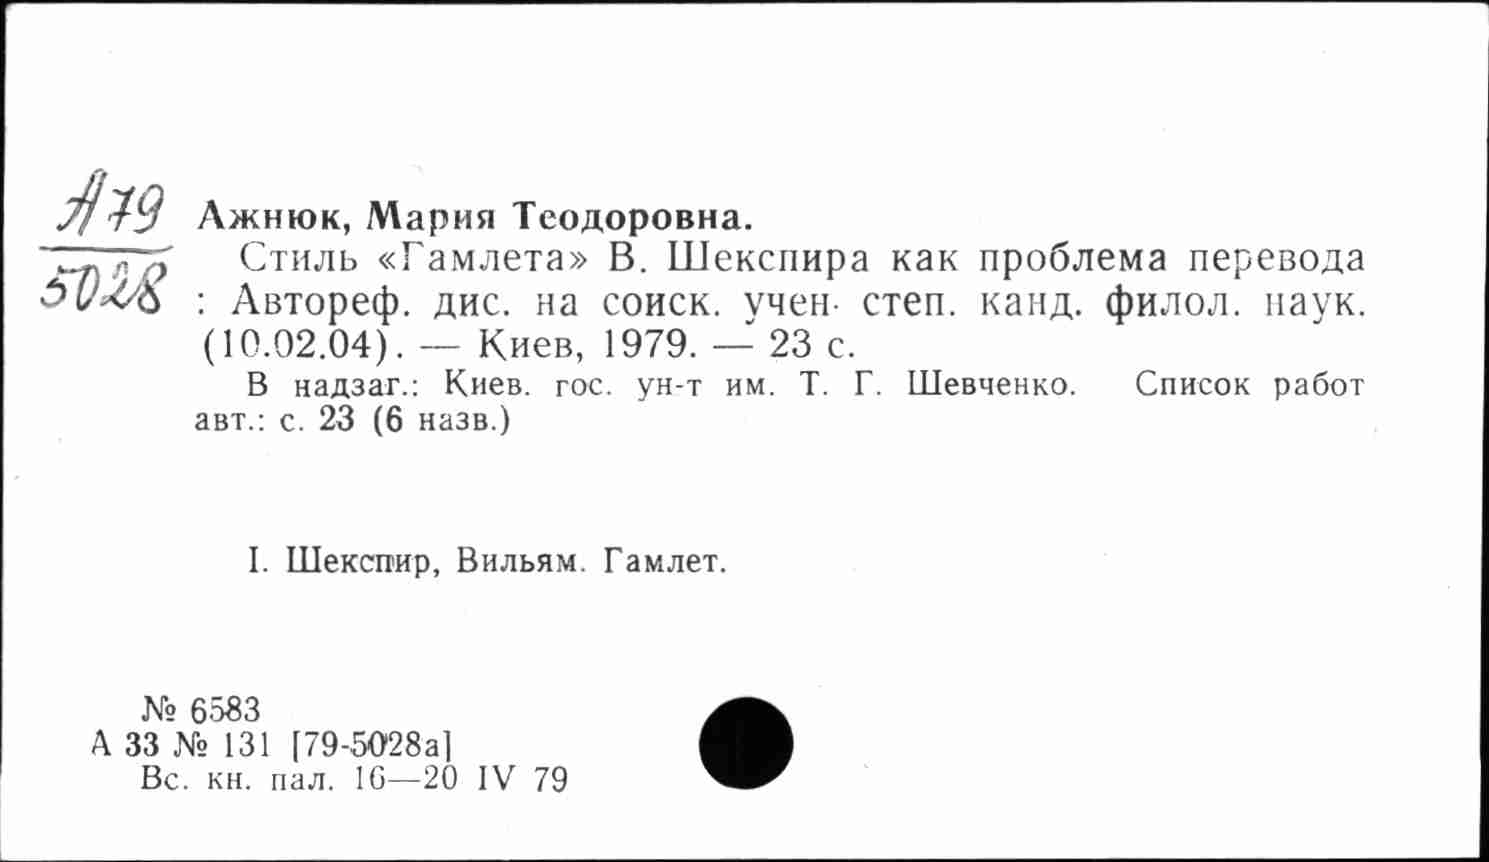 А79
5028
Ажнюк, Мария Теодоровна.
Стиль «Гамлета» В. Шекспира как проблема перевода
: Автореф. дис. на соиск. учен. степ. канд. филол. наук.
(10.02.04). — Киев, 1979. — 23 с.
В надзаг.: Киев. гос. ун-т им. Т. Г. Шевченко. Список работ
авт.: с. 23 (6 назв.)
I. Шекспир, Вильям. Гамлет.
№ 6583
А 33 № 131 [79-5028а]
Вс. кн. пал. 16—20 IV 79